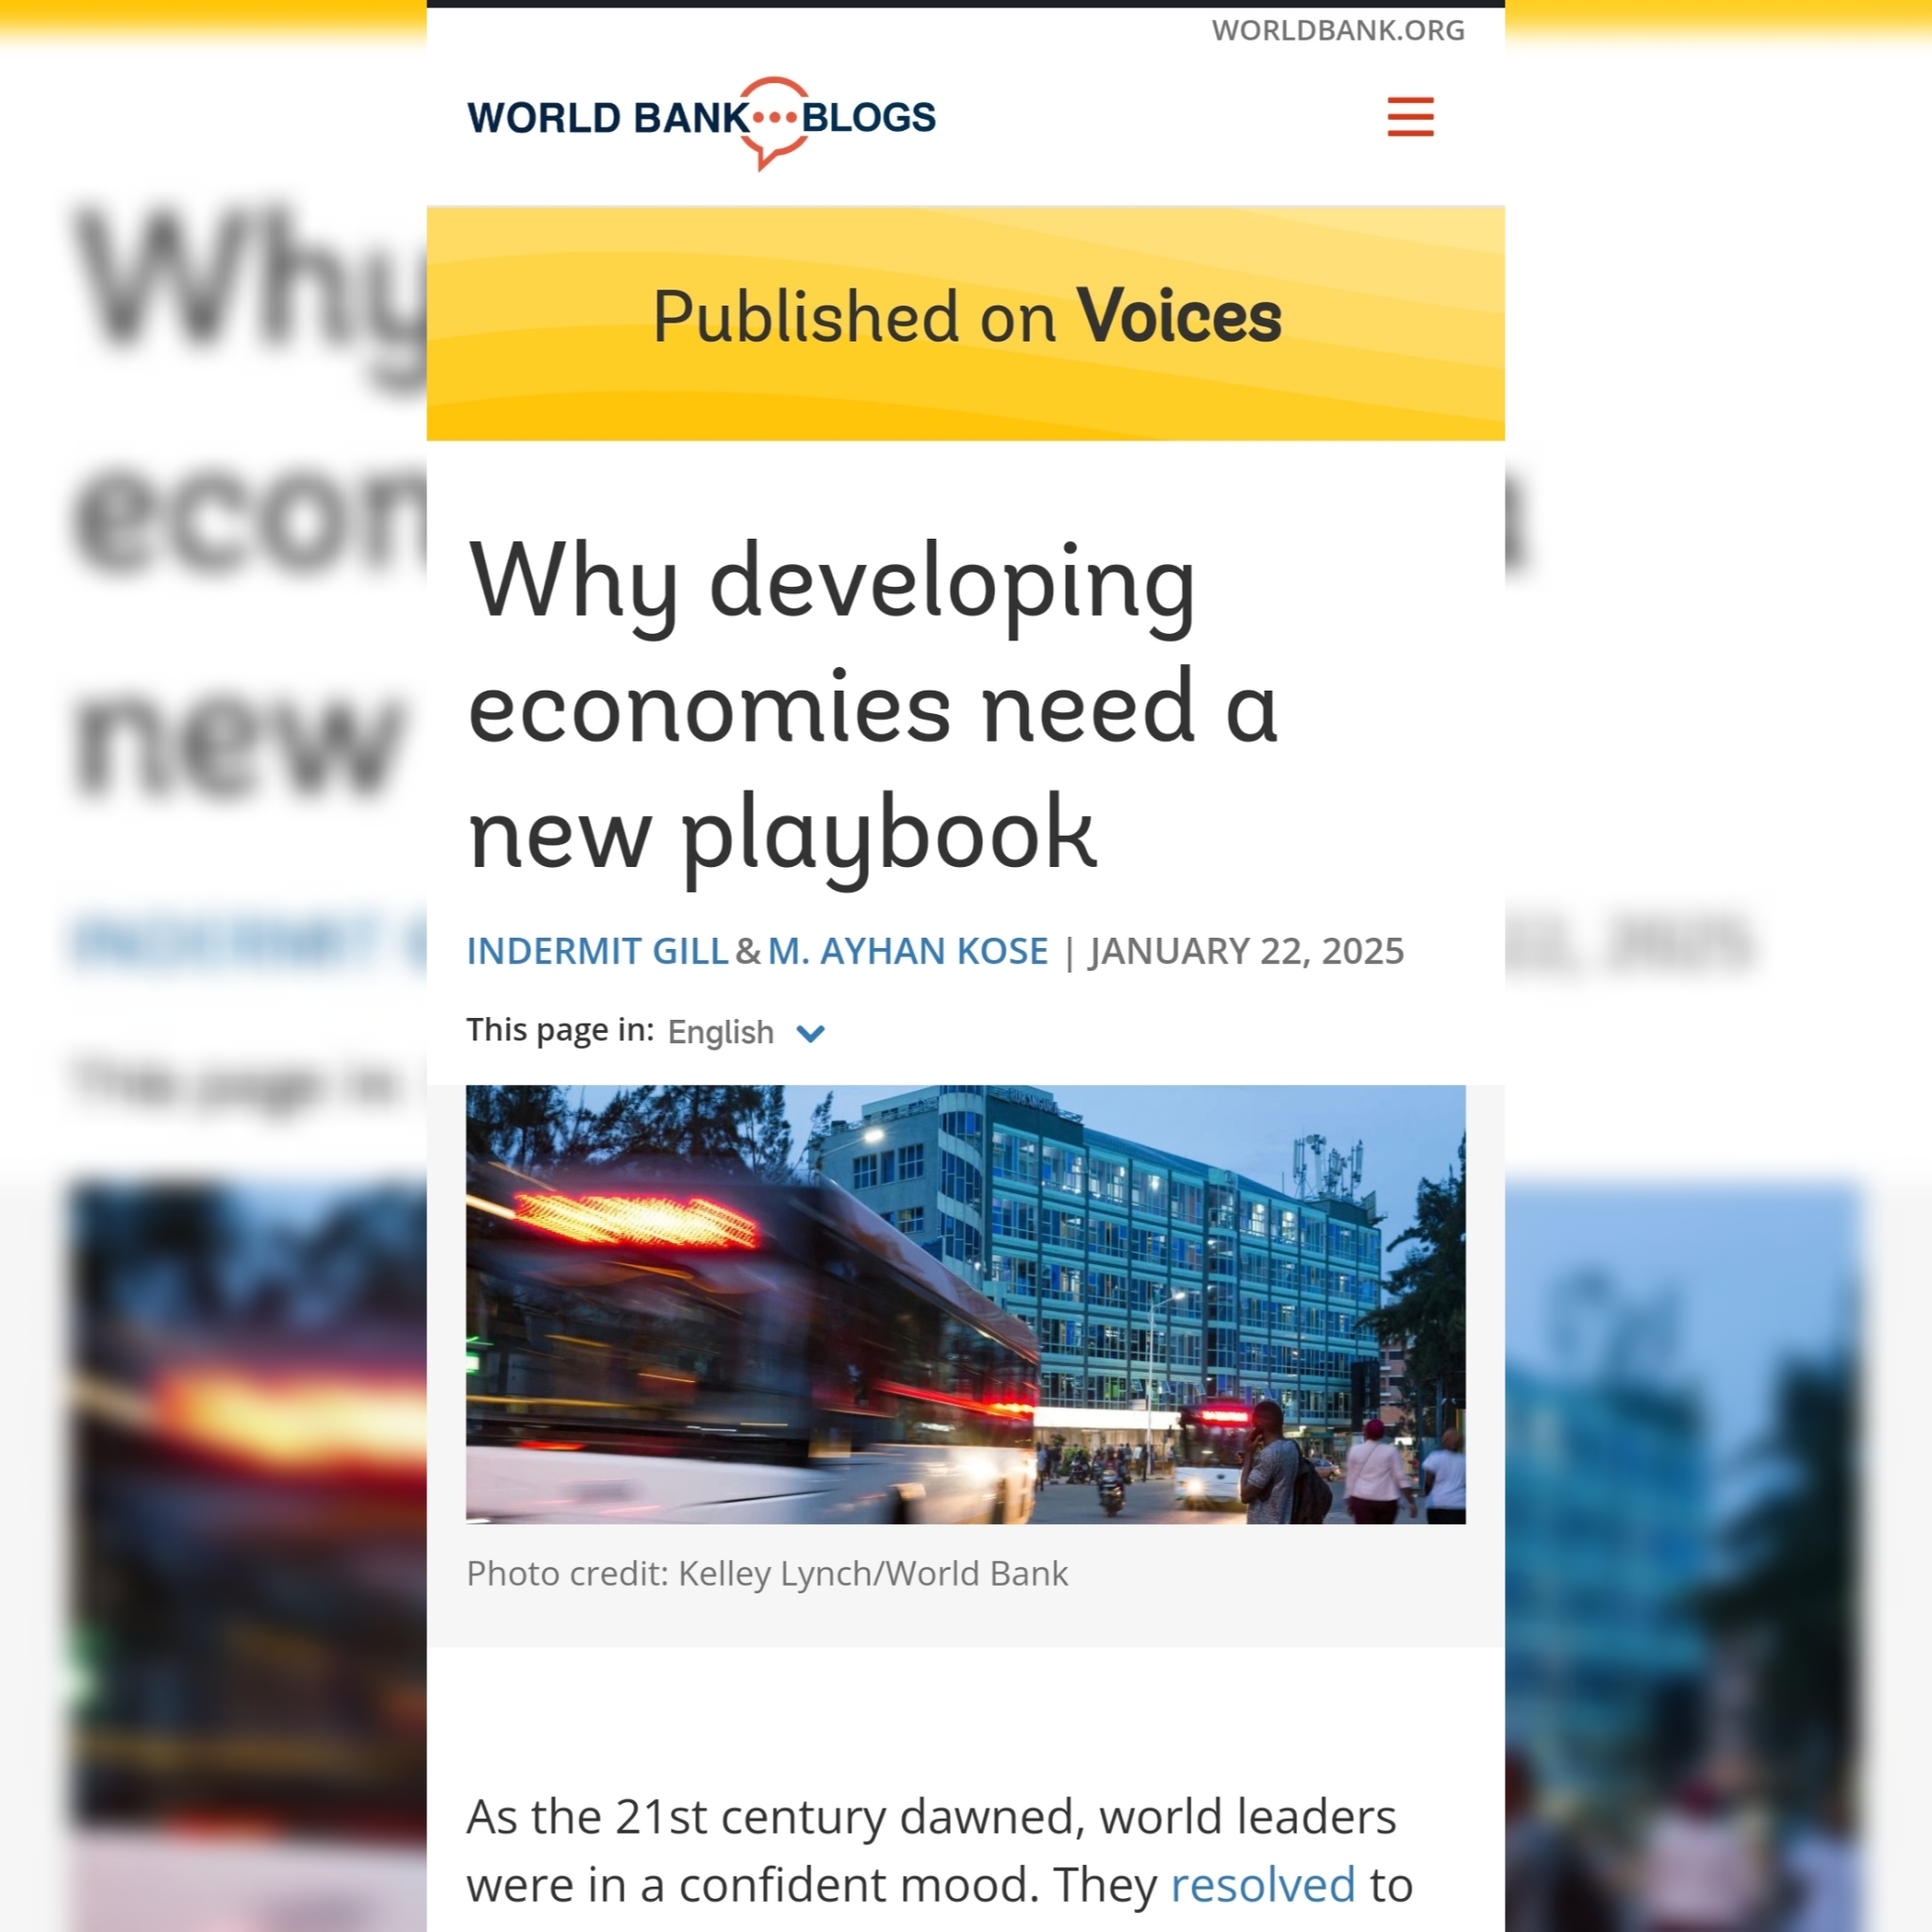 WORLDBANK.ORG
WORLD BANK BLOGS
Published on Voices
Why developing
economies need a
new playbook
INDERMIT GILL & M. AYHAN KOSE | JANUARY 22, 2025
This page in: English
Photo credit: Kelley Lynch/World Bank
As the 21st century dawned, world leaders
were in a confident mood. They resolved to